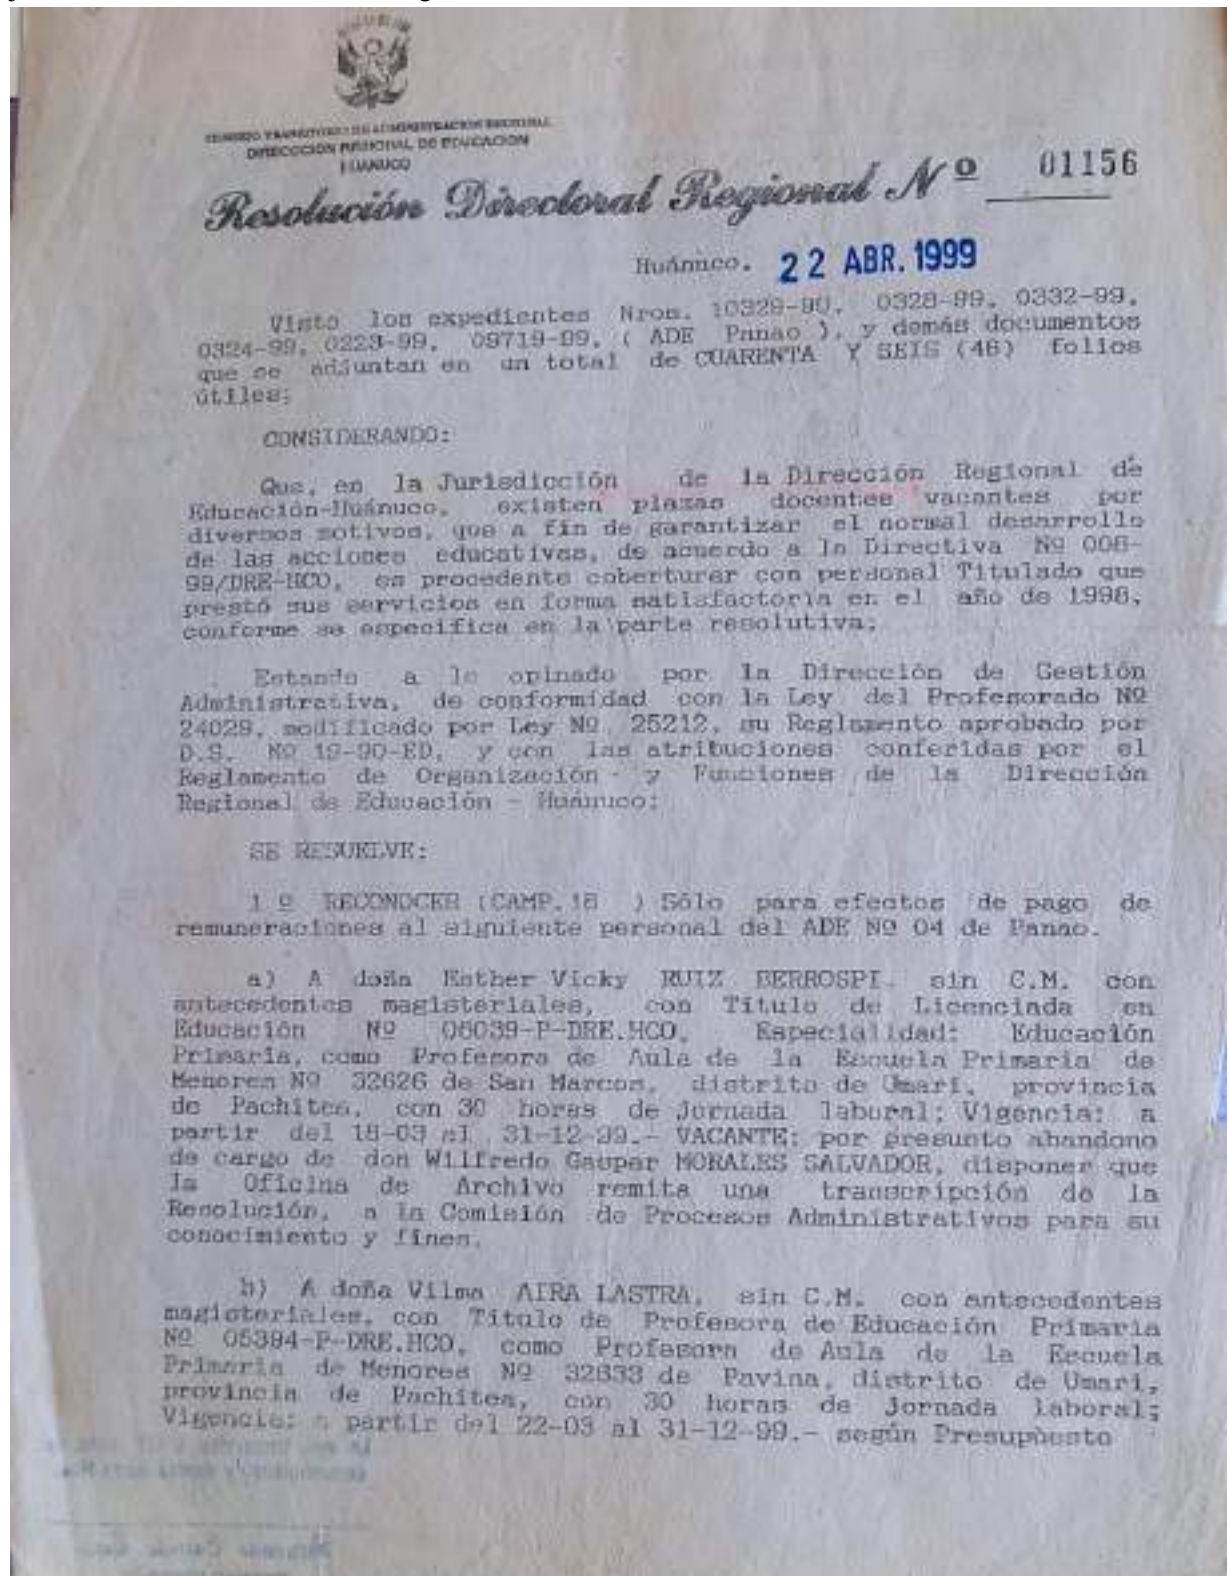 CONSEJO TRANSITORIO DE ADMINISTRACION REGIONAL
DIRECCION REGIONAL DE EDUCACION
HUANUCO
Resolución Directoral Regional Nº 01156
Huánuco, 22 ABR. 1999
Visto los expedientes Nros. 10329-99, 0328-99, 0332-99,
0324-99, 0223-99, 09719-99, ( ADE Panao ), y demás documentos
que se adjuntan en un total de CUARENTA Y SEIS (46) folios
útiles;
CONSIDERANDO:
Que, en la Jurisdicción de la Dirección Regional de
Educación-Huánuco, existen plazas docentes vacantes por
diversos motivos, que a fin de garantizar el normal desarrollo
de las acciones educativas, de acuerdo a la Directiva Nº 006-
99/DRE-HCO, es procedente coberturar con personal Titulado que
prestó sus servicios en forma satisfactoria en el año de 1998,
conforme se especifica en la parte resolutiva;
Estando a lo opinado por la Dirección de Gestión
Administrativa, de conformidad con la Ley del Profesorado Nº
24029, modificado por Ley Nº 25212, su Reglamento aprobado por
D.S. Nº 19-90-ED, y con las atribuciones conferidas por el
Reglamento de Organización y Funciones de la Dirección
Regional de Educación - Huánuco;
SE RESUELVE:
1 º RECONOCER (CAMP.18 ) Sólo para efectos de pago de
remuneraciones al siguiente personal del ADE Nº 04 de Panao.
a) A doña Esther Vicky RUIZ BERROSPI, sin C.M. con
antecedentes magisteriales, con Título de Licenciada en
Educación Nº 06039-P-DRE.HCO, Especialidad: Educación
Primaria, como Profesora de Aula de la Escuela Primaria de
Menores Nº 32626 de San Marcos, distrito de Umari, provincia
de Pachitea, con 30 horas de Jornada laboral; Vigencia: a
partir del 18-03 al 31-12-99.- VACANTE: por presunto abandono
de cargo de don Wilfredo Gaspar MORALES SALVADOR, disponer que
la Oficina de Archivo remita una transcripción de la
Resolución, a la Comisión de Procesos Administrativos para su
conocimiento y fines.
b) A doña Vilma AIRA LASTRA, sin C.M. con antecedentes
magisteriales, con Título de Profesora de Educación Primaria
Nº 05394-P-DRE.HCO, como Profesora de Aula de la Escuela
Primaria de Menores Nº 32633 de Pavina, distrito de Umari,
provincia de Pachitea, con 30 horas de Jornada laboral;
Vigencia: a partir del 22-03 al 31-12-99.- según Presupuesto